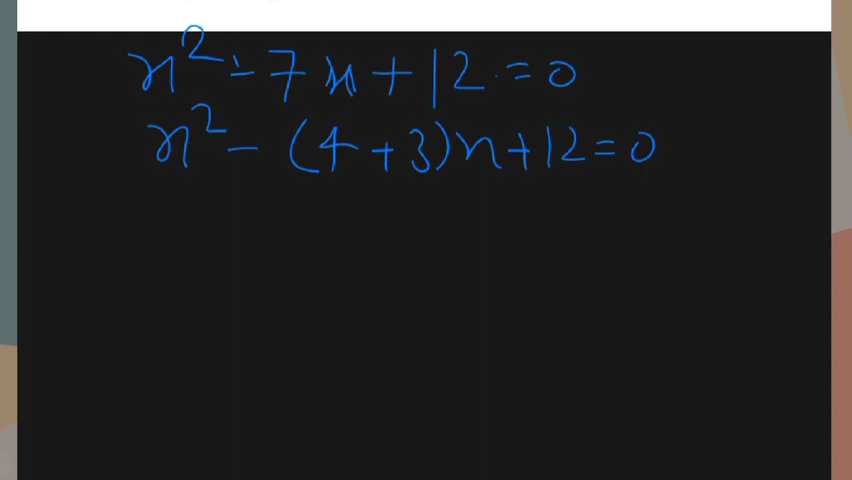 x² - 7x + 12 = 0
x² - (4 + 3)x + 12 = 0